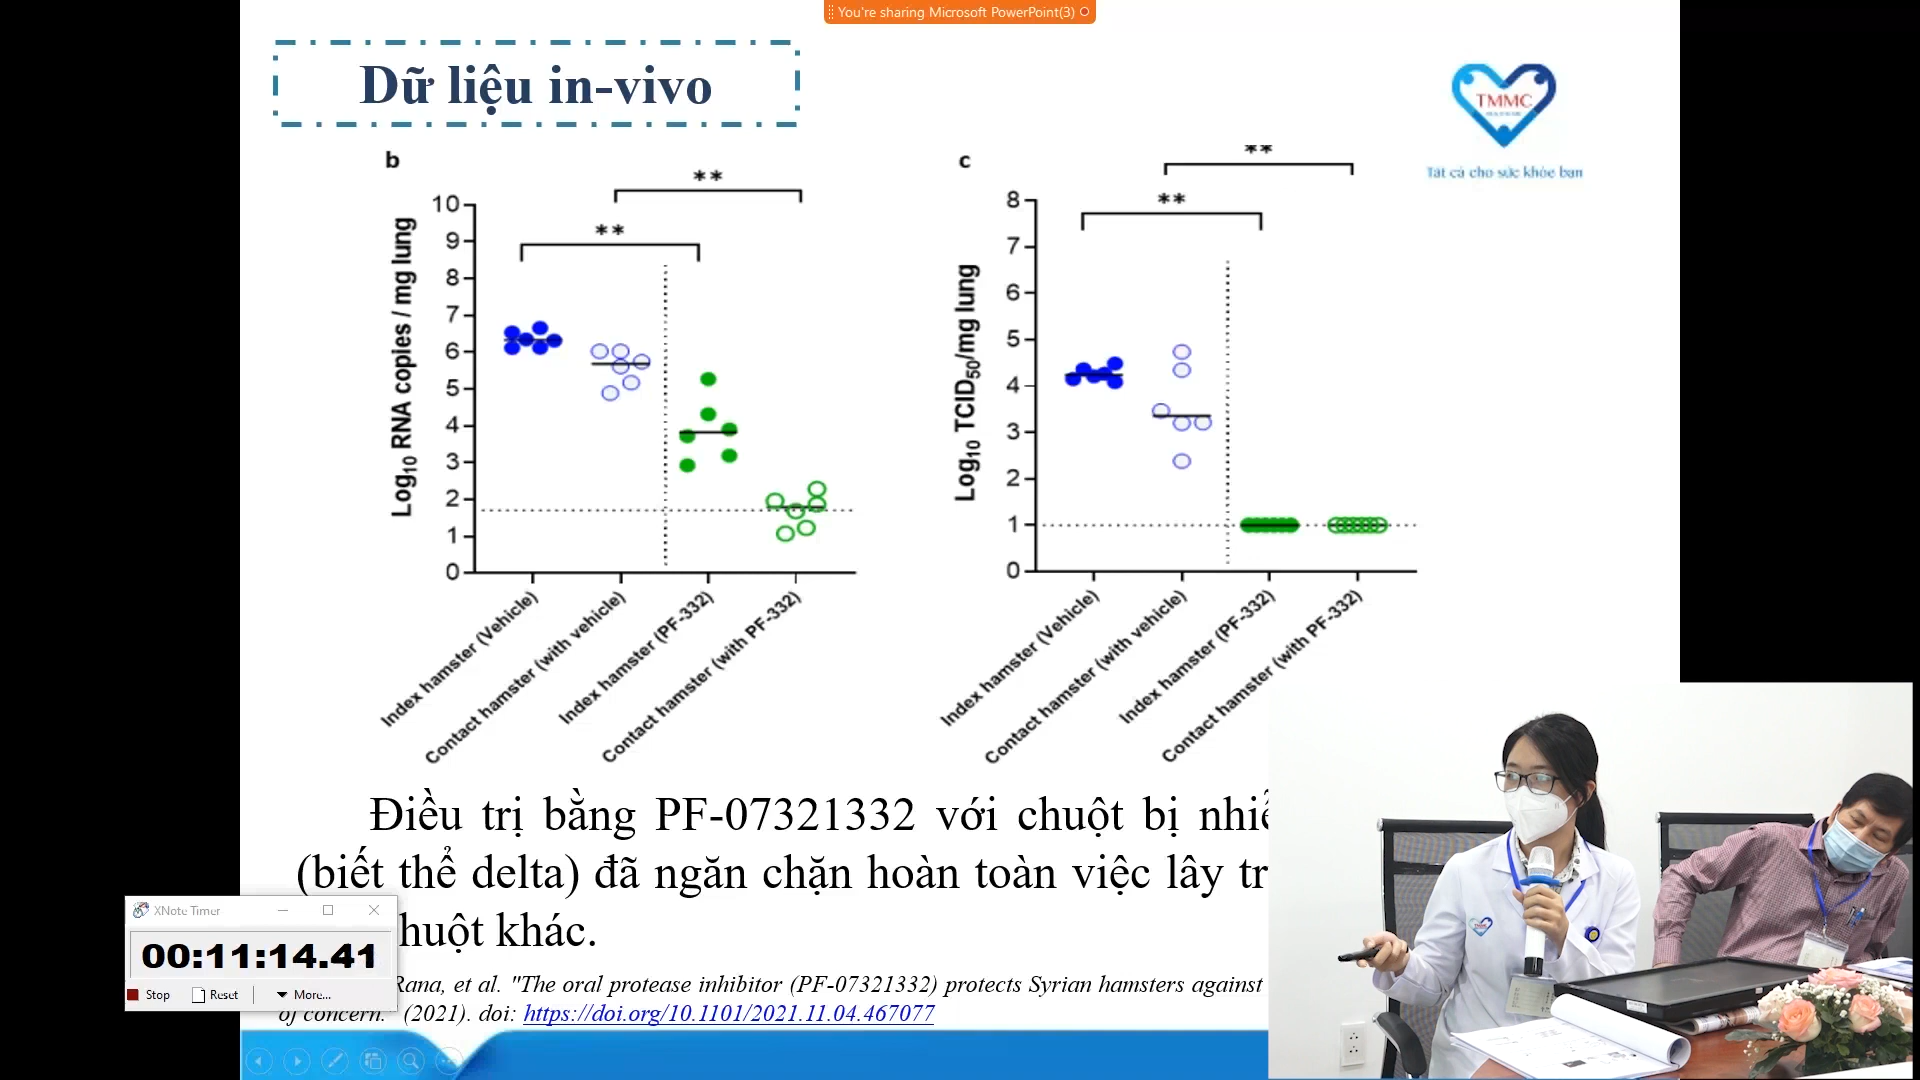 You're sharing Microsoft PowerPoint(3)
Dữ liệu in-vivo
TMMC
Tất cả cho sức khỏe bạn
b
**
**
Log10 RNA copies / mg lung
10
9
8
7
6
5
4
3
2
1
0
Index hamster (Vehicle)
Contact hamster (with vehicle)
Index hamster (PF-332)
Contact hamster (with PF-332)
c
**
**
Log10 TCID50/mg lung
8
7
6
5
4
3
2
1
0
Index hamster (Vehicle)
Contact hamster (with vehicle)
Index hamster (PF-332)
Contact hamster (with PF-332)
Điều trị bằng PF-07321332 với chuột bị nhiễ
(biết thể delta) đã ngăn chặn hoàn toàn việc lây tr
huột khác.
Rana, et al. "The oral protease inhibitor (PF-07321332) protects Syrian hamsters against
of concern." (2021). doi: https://doi.org/10.1101/2021.11.04.467077
XNote Timer
00:11:14.41
Stop Reset More...
TMMC